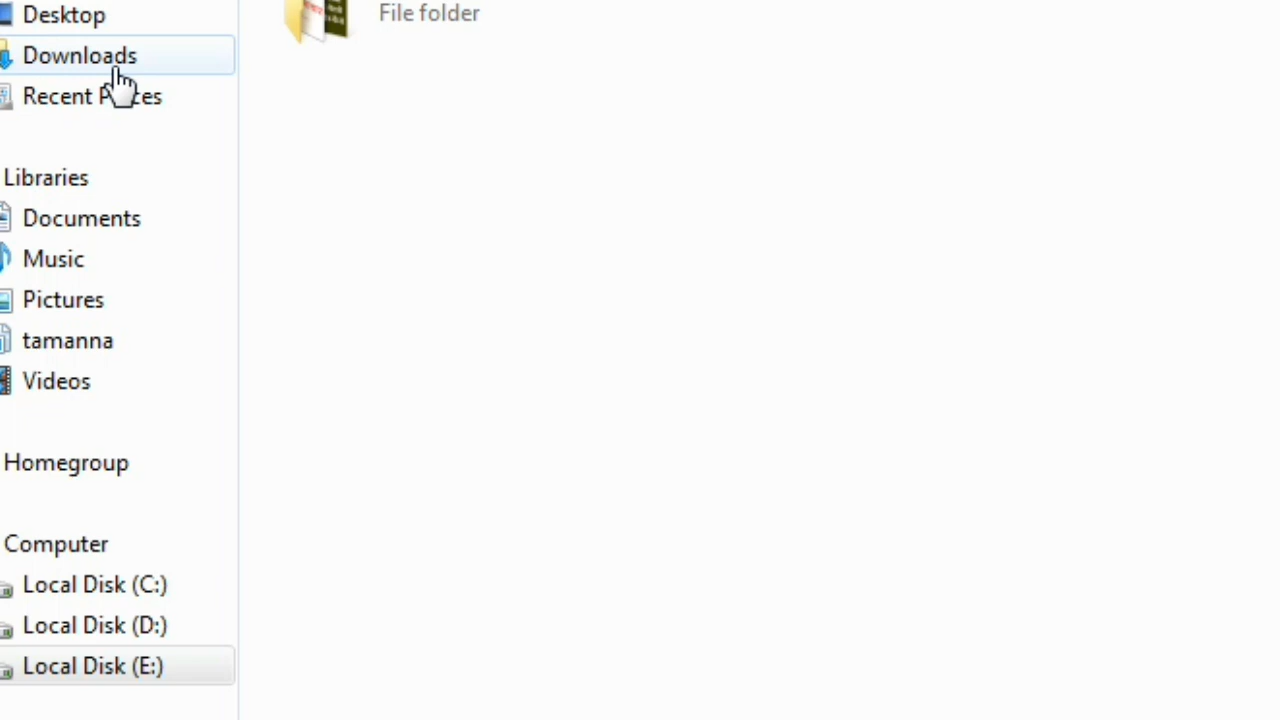 Desktop
File folder
Downloads
Recent Places
Libraries
Documents
Music
Pictures
tamanna
Videos
Homegroup
Computer
Local Disk (C:)
Local Disk (D:)
Local Disk (E:)